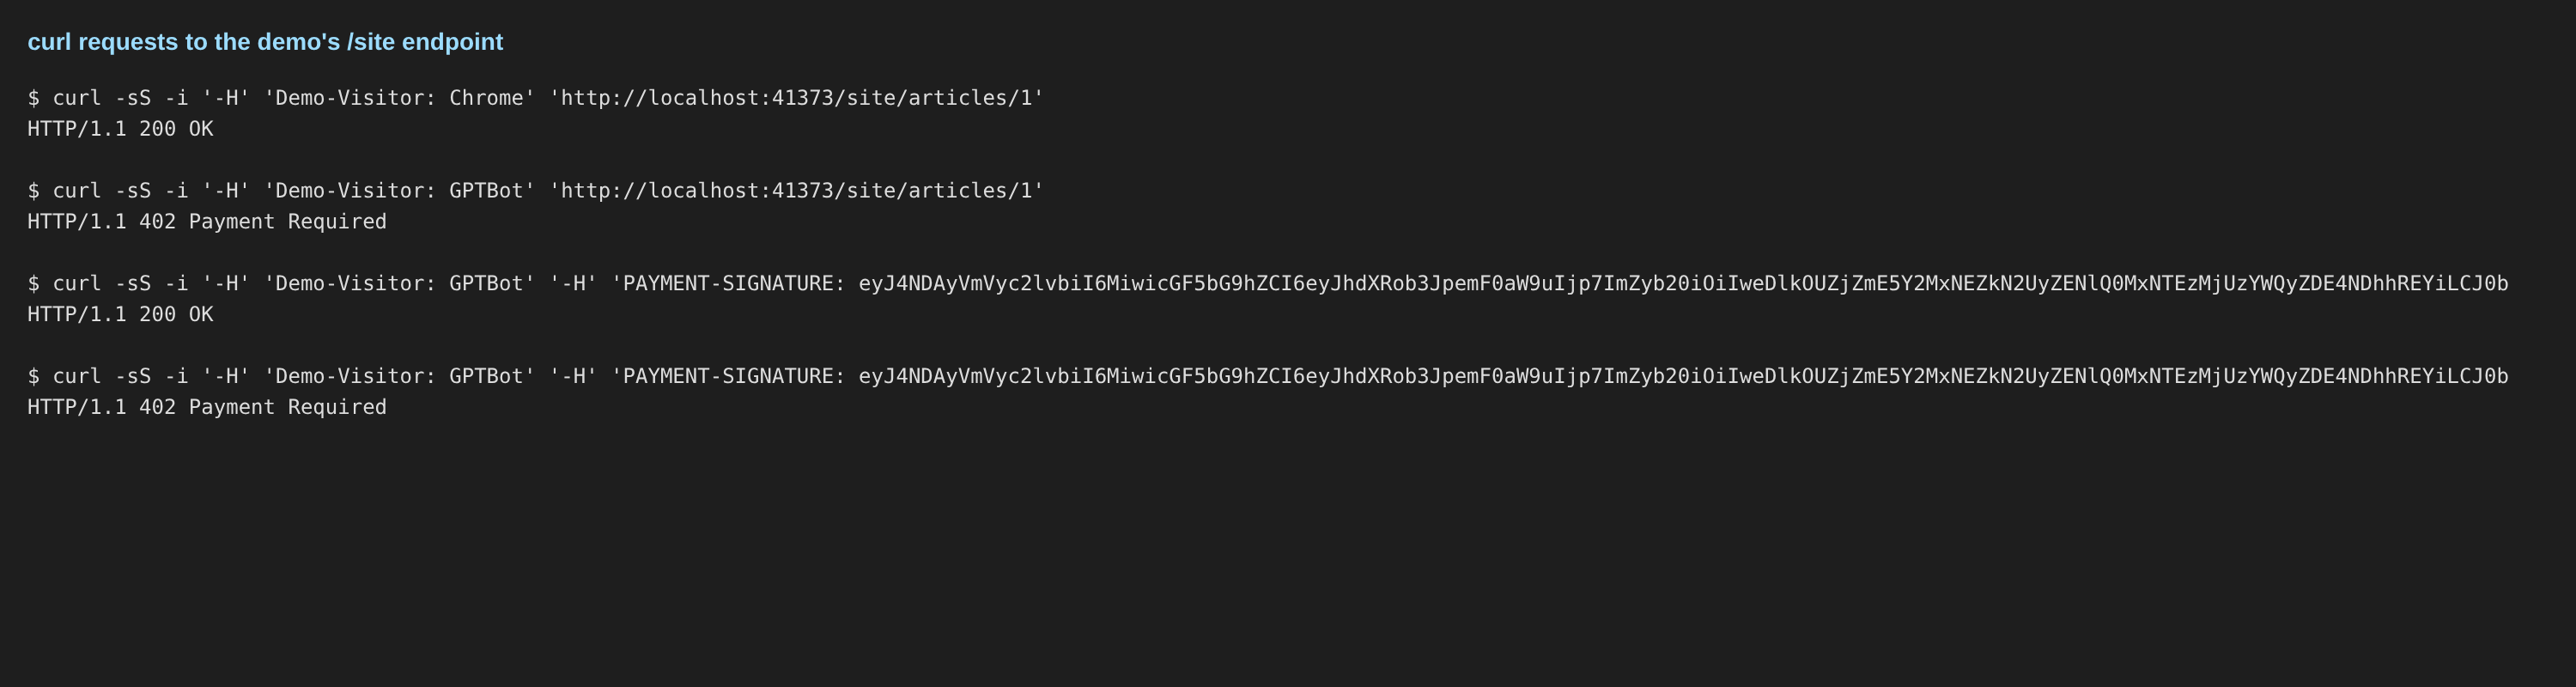 curl requests to the demo's /site endpoint
$ curl -sS -i '-H' 'Demo-Visitor: Chrome' 'http://localhost:41373/site/articles/1'
HTTP/1.1 200 OK
$ curl -sS -i '-H' 'Demo-Visitor: GPTBot' 'http://localhost:41373/site/articles/1'
HTTP/1.1 402 Payment Required
$ curl -sS -i '-H' 'Demo-Visitor: GPTBot' '-H' 'PAYMENT-SIGNATURE: eyJ4NDAyVmVyc2lvbiI6MiwicGF5bG9hZCI6eyJhdXRob3JpemF0aW9uIjp7ImZyb20iOiIweDlkOUZjZmE5Y2MxNEZkN2UyZENlQ0MxNTEzMjUzYWQyZDE4NDhhREYiLCJ0b
HTTP/1.1 200 OK
$ curl -sS -i '-H' 'Demo-Visitor: GPTBot' '-H' 'PAYMENT-SIGNATURE: eyJ4NDAyVmVyc2lvbiI6MiwicGF5bG9hZCI6eyJhdXRob3JpemF0aW9uIjp7ImZyb20iOiIweDlkOUZjZmE5Y2MxNEZkN2UyZENlQ0MxNTEzMjUzYWQyZDE4NDhhREYiLCJ0b
HTTP/1.1 402 Payment Required